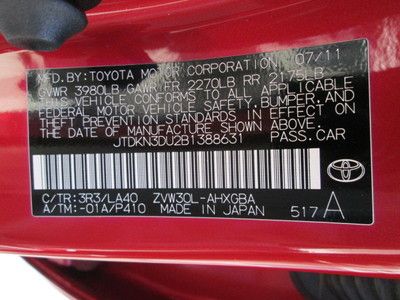 MFD.BY: TOYOTA MOTOR CORPORATION 07/11
GVWR 3980LB GAWR FR 2270LB RR 2175LB
THIS VEHICLE CONFORMS TO ALL APPLICABLE
FEDERAL MOTOR VEHICLE SAFETY, BUMPER, AND
THEFT PREVENTION STANDARDS IN EFFECT ON
THE DATE OF MANUFACTURE SHOWN ABOVE.
JTDKN3DU2B1388631 PASS.CAR
C/TR: 3R3/LA40 ZVW30L-AHXGBA
A/TM: -01A/P410 MADE IN JAPAN 517A
TOYOTA